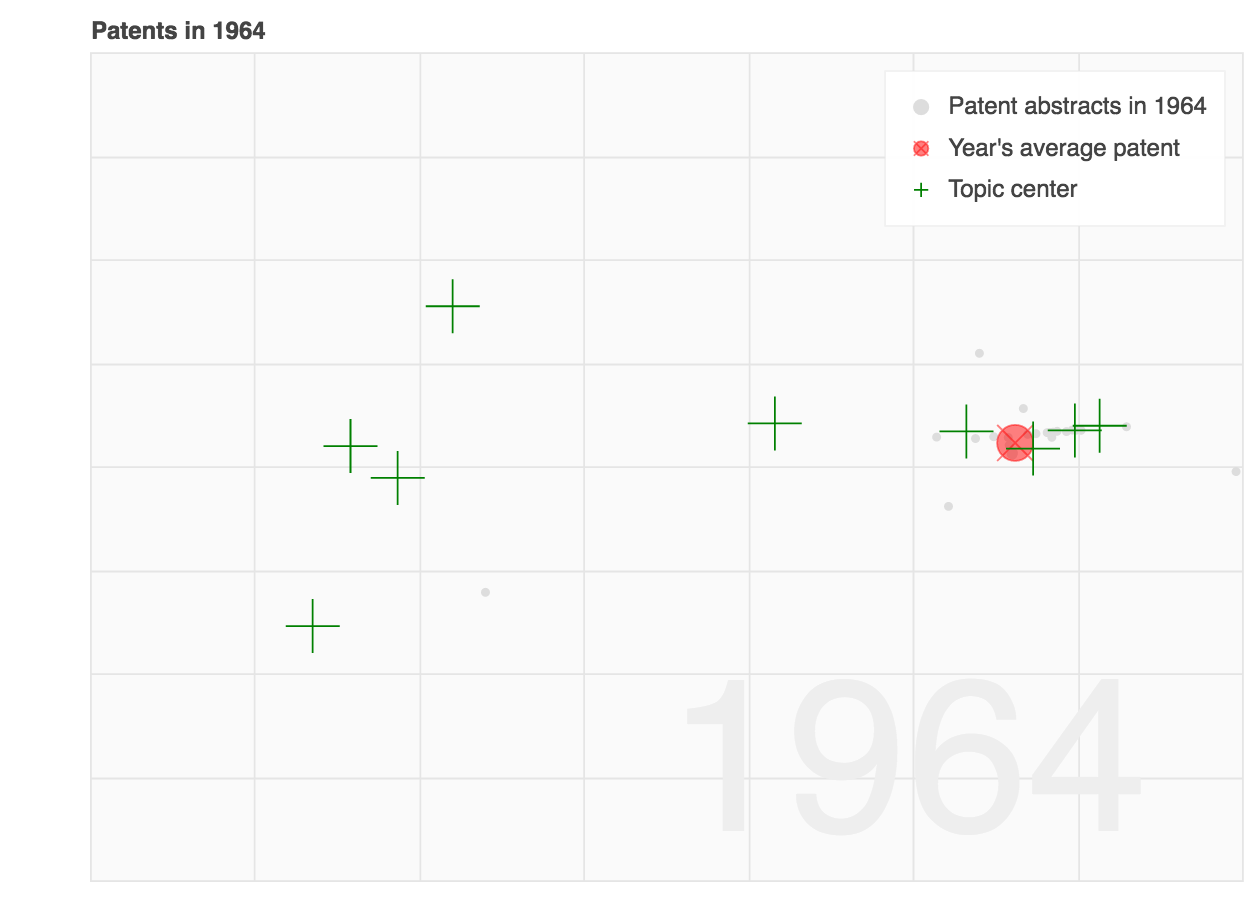 Patents in 1964
Patent abstracts in 1964
Year's average patent
Topic center
1964